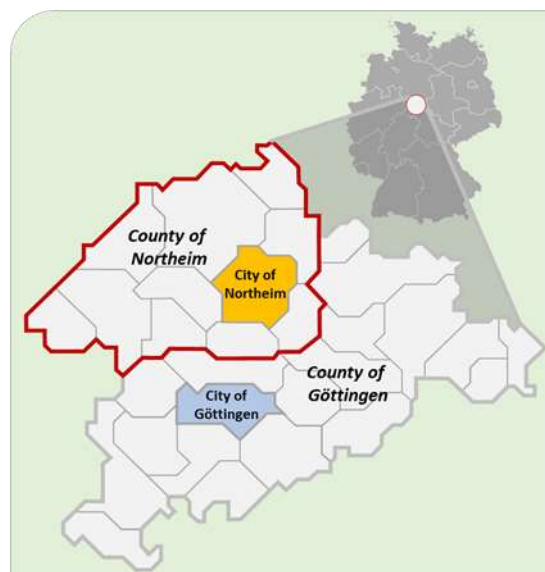 County of
Northeim
City of
Northeim
County of
Göttingen
City of
Göttingen